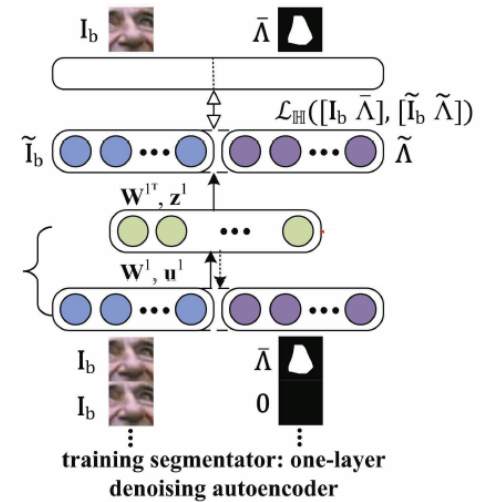 I_b Λ̄
ℒ_ℍ([I_b Λ̄], [Ĩ_b Λ̃])
Ĩ_b Λ̃
W^{1T}, z^1
W^1, u^1
I_b Λ̄
I_b 0
training segmentator: one-layer
denoising autoencoder